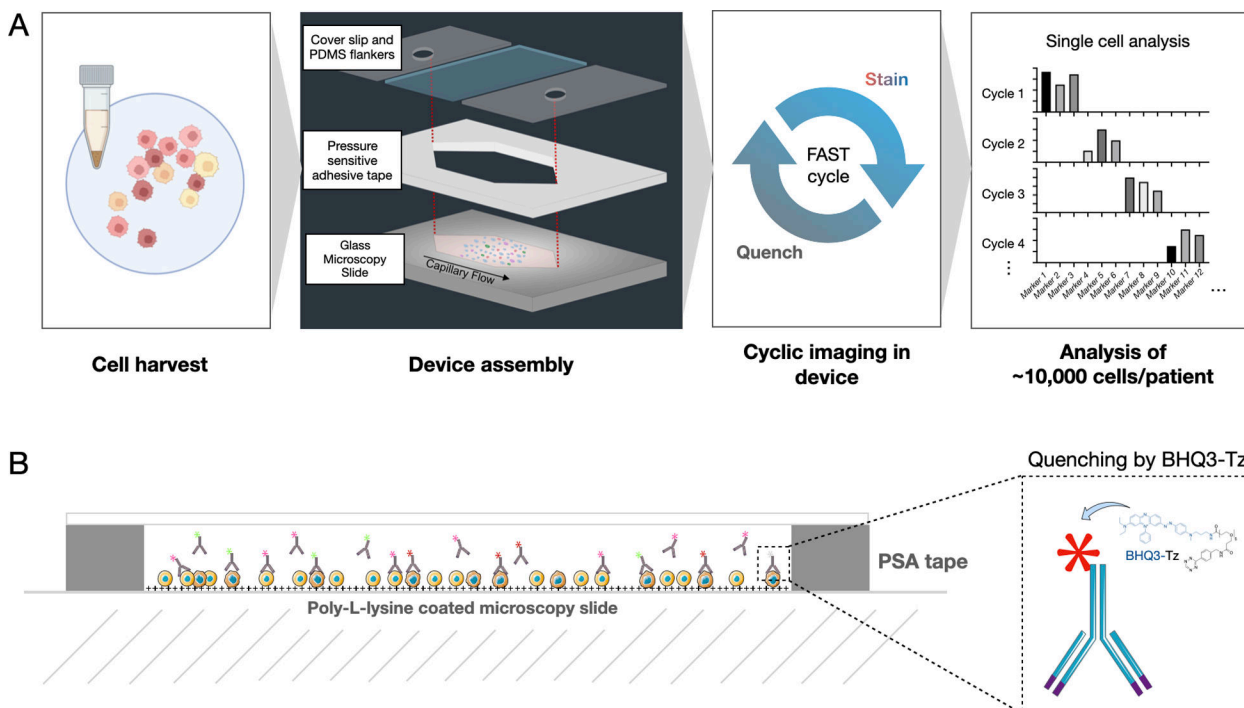 A
Cover slip and
PDMS flankers
Pressure
sensitive
adhesive tape
Glass
Microscopy
Slide
Capillary Flow
Stain
FAST
cycle
Quench
Single cell analysis
Cycle 1
Cycle 2
Cycle 3
Cycle 4
Marker 1
Marker 2
Marker 3
Marker 4
Marker 5
Marker 6
Marker 7
Marker 8
Marker 9
Marker 10
Marker 11
Marker 12
...
Cell harvest
Device assembly
Cyclic imaging in
device
Analysis of
~10,000 cells/patient
B
Quenching by BHQ3-Tz
BHQ3-Tz
PSA tape
Poly-L-lysine coated microscopy slide